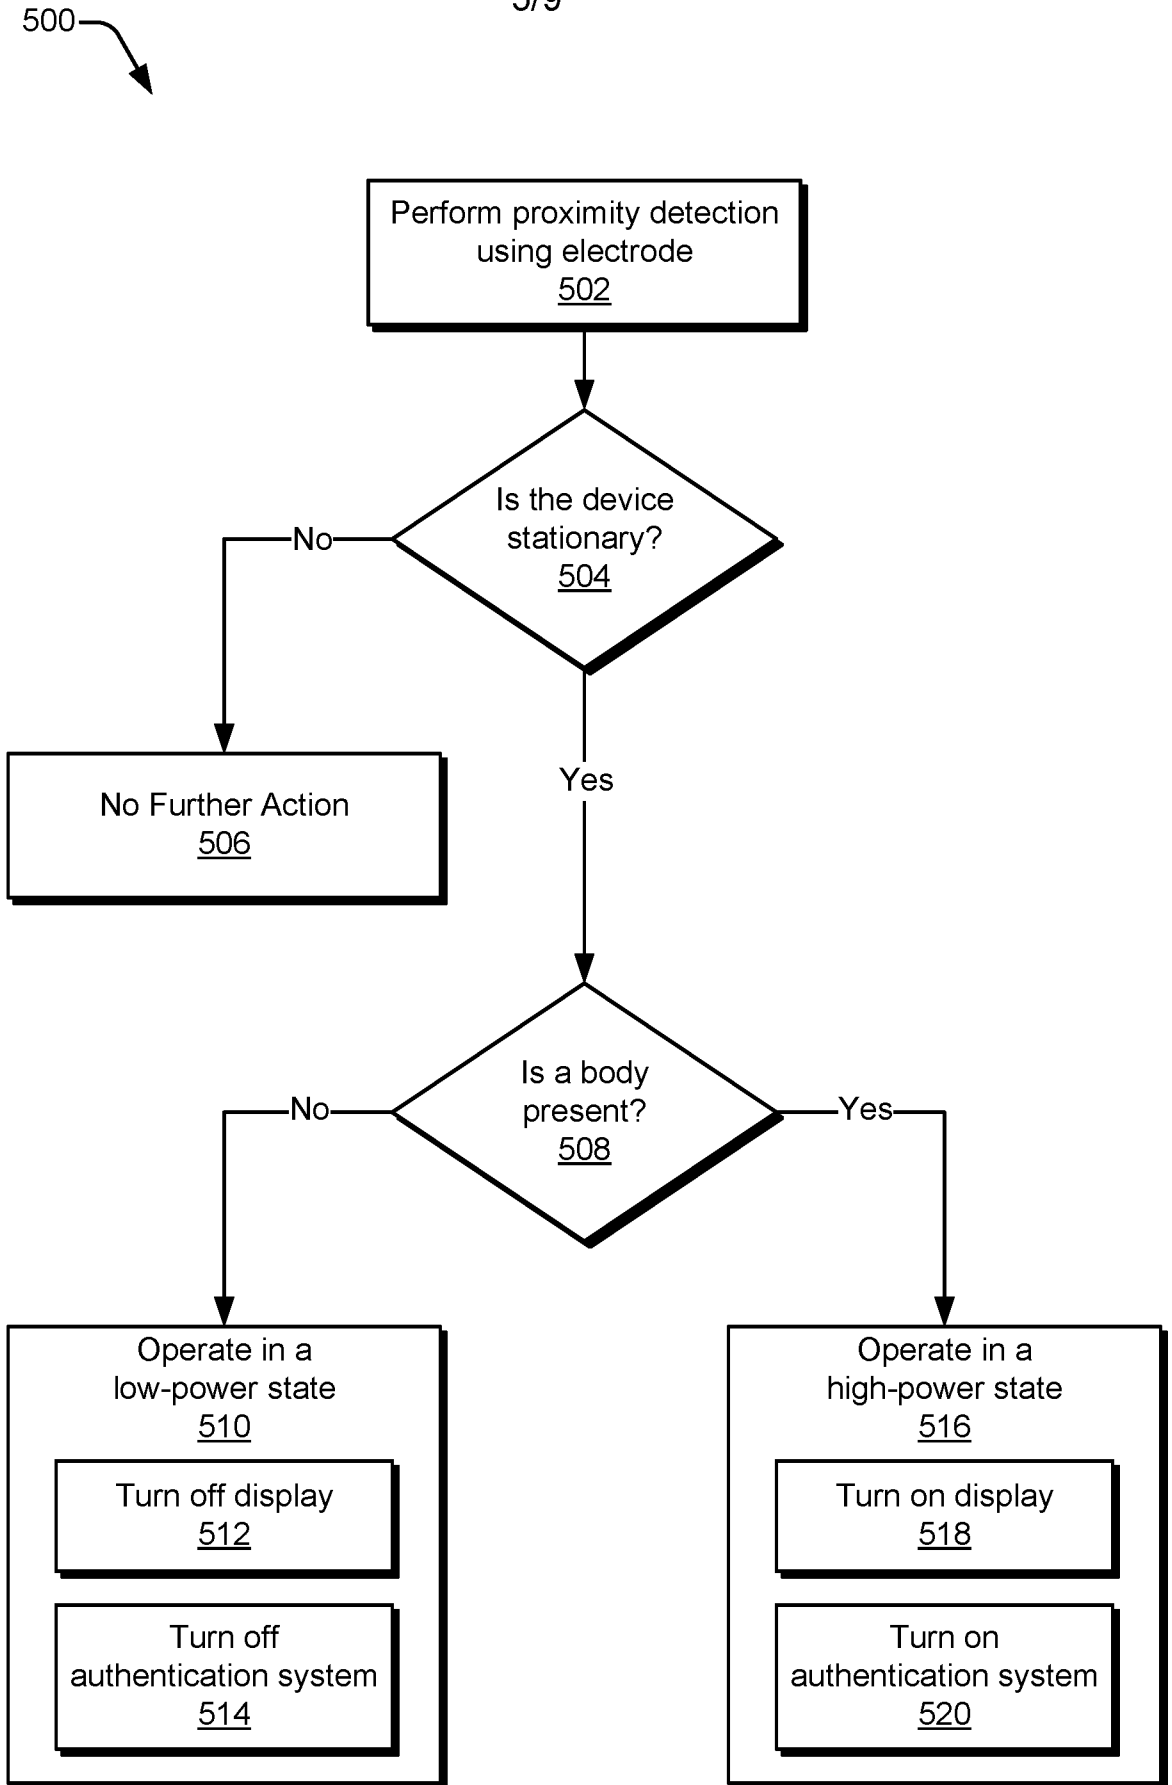 5/9
500
Perform proximity detection
using electrode
502
Is the device
stationary?
504
No
Yes
No Further Action
506
Is a body
present?
508
No
Yes
Operate in a
low-power state
510
Turn off display
512
Turn off
authentication system
514
Operate in a
high-power state
516
Turn on display
518
Turn on
authentication system
520